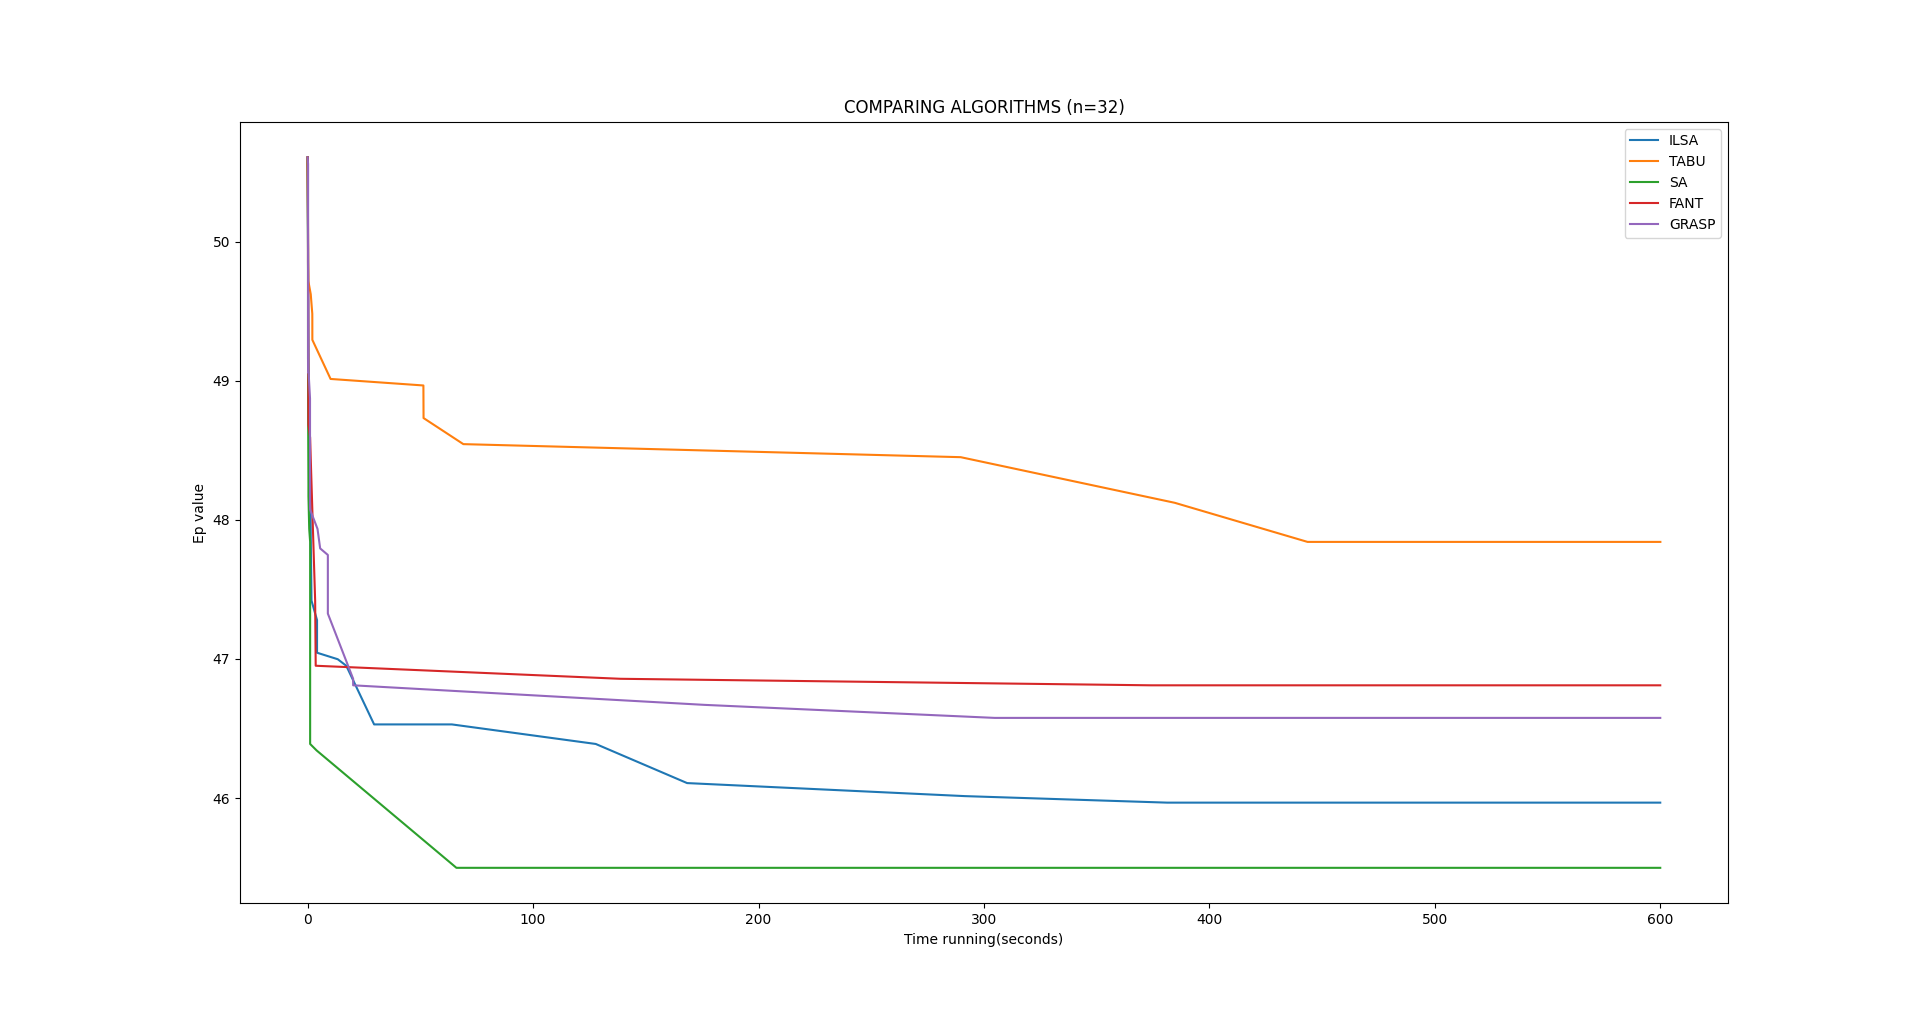 COMPARING ALGORITHMS (n=32)
ILSA
TABU
SA
FANT
GRASP
Ep value
50
49
48
47
46
0 100 200 300 400 500 600
Time running(seconds)